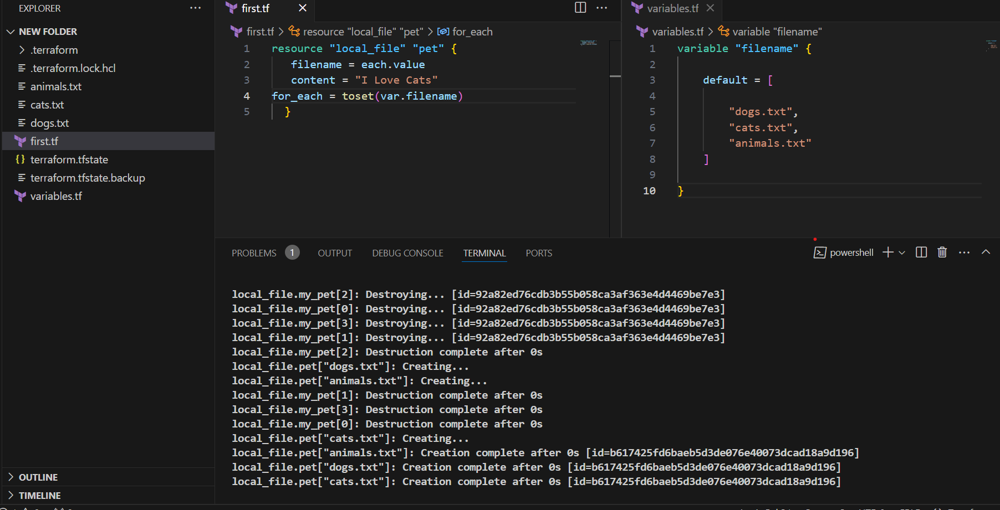 EXPLORER
NEW FOLDER
.terraform
.terraform.lock.hcl
animals.txt
cats.txt
dogs.txt
first.tf
terraform.tfstate
terraform.tfstate.backup
variables.tf
OUTLINE
TIMELINE
first.tf
first.tf > resource "local_file" "pet" > for_each
1 resource "local_file" "pet" {
2 filename = each.value
3 content = "I Love Cats"
4 for_each = toset(var.filename)
5 }
variables.tf
variables.tf > variable "filename"
1 variable "filename" {
2
3 default = [
4
5 "dogs.txt",
6 "cats.txt",
7 "animals.txt"
8 ]
9
10 }
PROBLEMS 1 OUTPUT DEBUG CONSOLE TERMINAL PORTS powershell
local_file.my_pet[2]: Destroying... [id=92a82ed76cdb3b55b058ca3af363e4d4469be7e3]
local_file.my_pet[0]: Destroying... [id=92a82ed76cdb3b55b058ca3af363e4d4469be7e3]
local_file.my_pet[3]: Destroying... [id=92a82ed76cdb3b55b058ca3af363e4d4469be7e3]
local_file.my_pet[1]: Destroying... [id=92a82ed76cdb3b55b058ca3af363e4d4469be7e3]
local_file.my_pet[2]: Destruction complete after 0s
local_file.pet["dogs.txt"]: Creating...
local_file.pet["animals.txt"]: Creating...
local_file.my_pet[1]: Destruction complete after 0s
local_file.my_pet[3]: Destruction complete after 0s
local_file.my_pet[0]: Destruction complete after 0s
local_file.pet["cats.txt"]: Creating...
local_file.pet["animals.txt"]: Creation complete after 0s [id=b617425fd6baeb5d3de076e40073dcad18a9d196]
local_file.pet["dogs.txt"]: Creation complete after 0s [id=b617425fd6baeb5d3de076e40073dcad18a9d196]
local_file.pet["cats.txt"]: Creation complete after 0s [id=b617425fd6baeb5d3de076e40073dcad18a9d196]